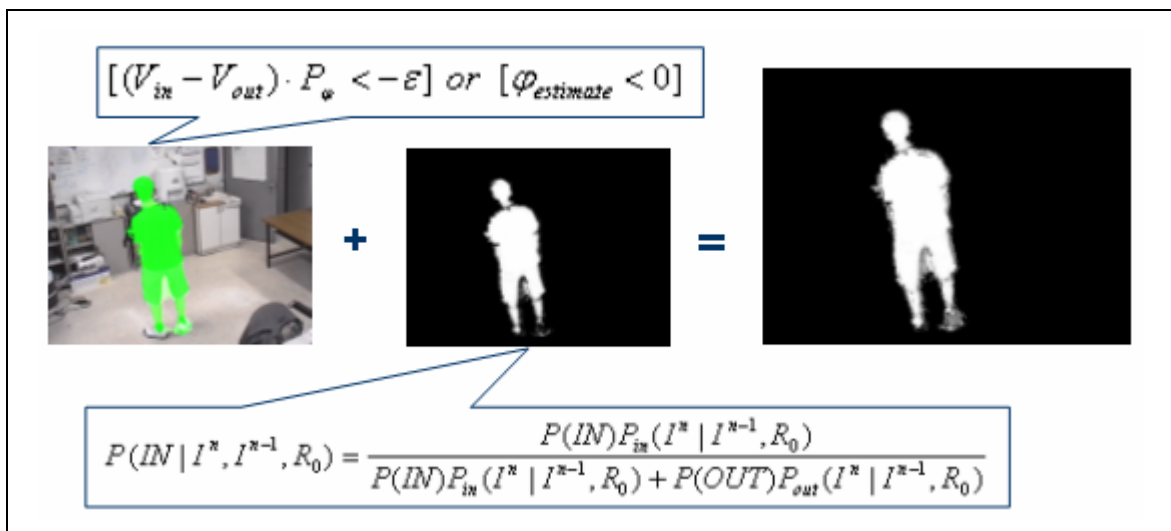 [(V_in − V_out) · P_φ < −ε] or [φ_estimate < 0]
+
=
P(IN | I^n, I^{n-1}, R_0) = P(IN)P_in(I^n | I^{n-1}, R_0) / P(IN)P_in(I^n | I^{n-1}, R_0) + P(OUT)P_out(I^n | I^{n-1}, R_0)